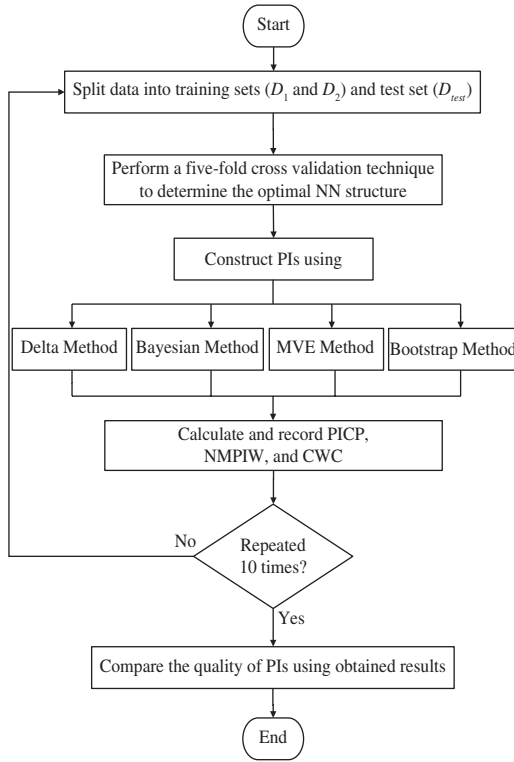 Start
Split data into training sets (D1 and D2) and test set (Dtest)
Perform a five-fold cross validation technique
to determine the optimal NN structure
Construct PIs using
Delta Method
Bayesian Method
MVE Method
Bootstrap Method
Calculate and record PICP,
NMPIW, and CWC
No
Repeated
10 times?
Yes
Compare the quality of PIs using obtained results
End